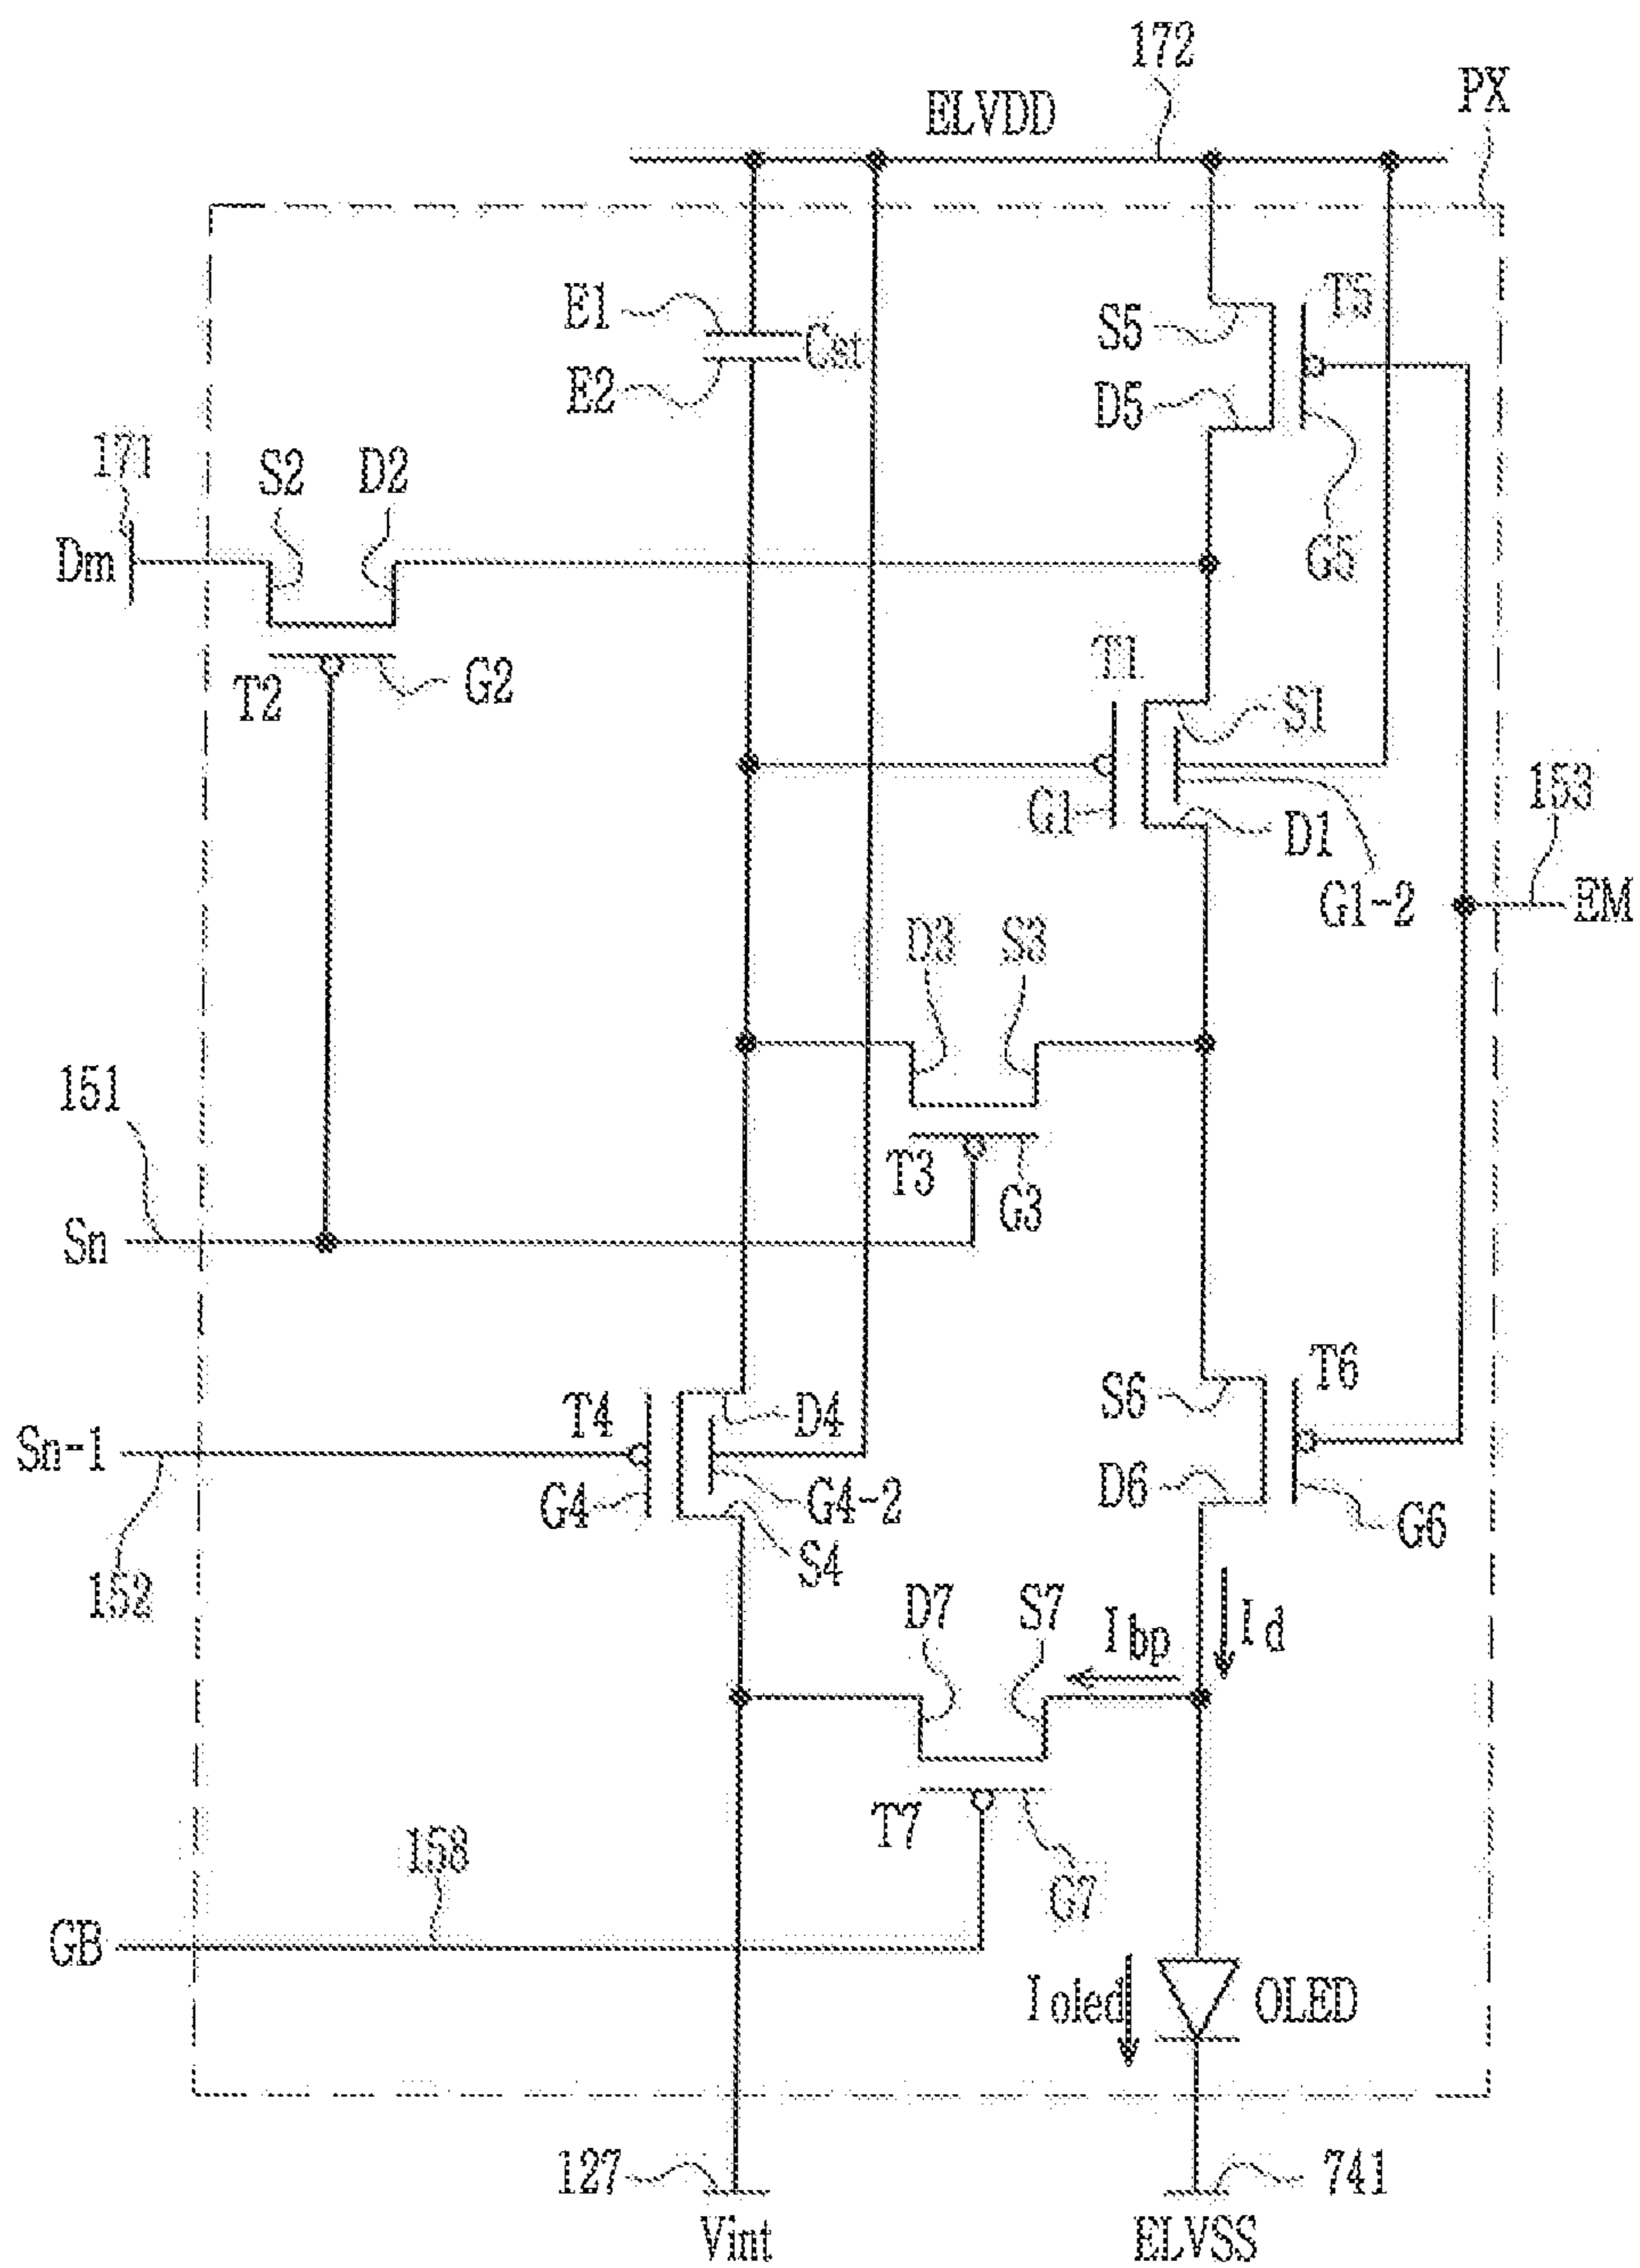 172
ELVDD
PX
E1
Cst
E2
S5
T5
D5
G5
171
S2
D2
Dm
T2
G2
T1
S1
G1
D1
G1-2
153
EM
D3
S3
151
T3
G3
Sn
T4
D4
S6
T6
Sn-1
G4
G4-2
D6
G6
S4
152
D7
S7
Ibp
Id
T7
G7
158
GB
Ioled
OLED
127
741
Vint
ELVSS